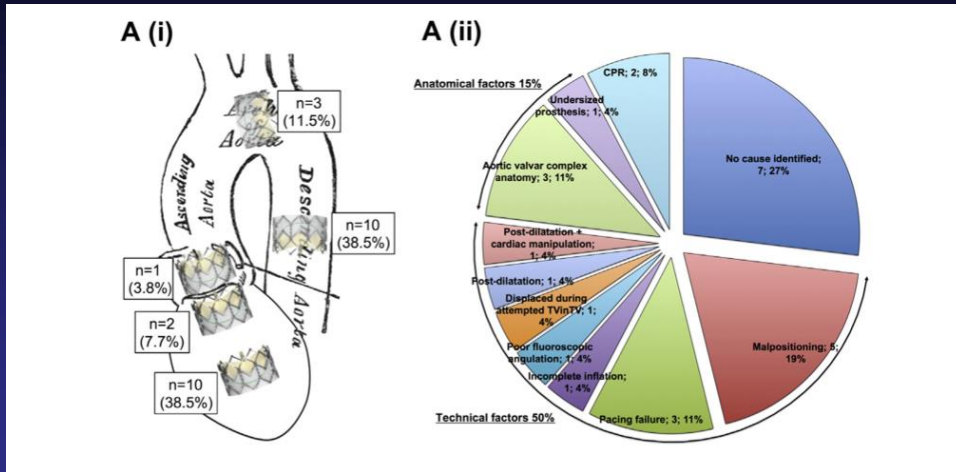 A (i)
n=3
(11.5%)
Arch
of
Aorta
Ascending
Aorta
Descending Aorta
n=10
(38.5%)
n=1
(3.8%)
n=2
(7.7%)
n=10
(38.5%)
A (ii)
Anatomical factors 15%
CPR; 2; 8%
Undersized
prosthesis; 1; 4%
Aortic valvar complex
anatomy; 3; 11%
No cause identified;
7; 27%
Post-dilatation +
cardiac manipulation;
1; 4%
Post-dilatation; 1; 4%
Displaced during
attempted TVinTV; 1;
4%
Poor fluoroscopic
angulation; 1; 4%
Incomplete inflation;
1; 4%
Malpositioning; 5;
19%
Pacing failure; 3; 11%
Technical factors 50%